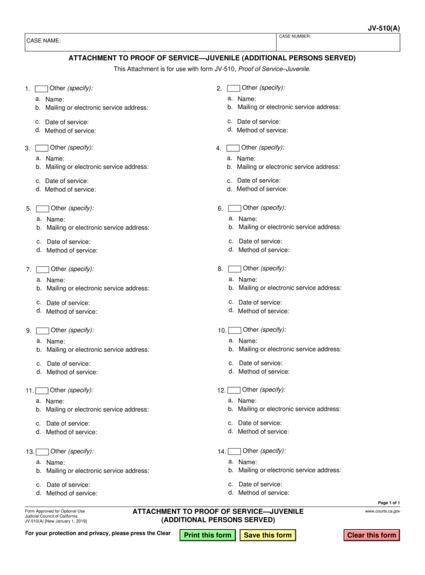 JV-510(A)
CASE NAME:
CASE NUMBER:
ATTACHMENT TO PROOF OF SERVICE—JUVENILE (ADDITIONAL PERSONS SERVED)
This Attachment is for use with form JV-510, Proof of Service–Juvenile.
1. Other (specify):
a. Name:
b. Mailing or electronic service address:
c. Date of service:
d. Method of service:
2. Other (specify):
a. Name:
b. Mailing or electronic service address:
c. Date of service:
d. Method of service:
3. Other (specify):
a. Name:
b. Mailing or electronic service address:
c. Date of service:
d. Method of service:
4. Other (specify):
a. Name:
b. Mailing or electronic service address:
c. Date of service:
d. Method of service:
5. Other (specify):
a. Name:
b. Mailing or electronic service address:
c. Date of service:
d. Method of service:
6. Other (specify):
a. Name:
b. Mailing or electronic service address:
c. Date of service:
d. Method of service:
7. Other (specify):
a. Name:
b. Mailing or electronic service address:
c. Date of service:
d. Method of service:
8. Other (specify):
a. Name:
b. Mailing or electronic service address:
c. Date of service:
d. Method of service:
9. Other (specify):
a. Name:
b. Mailing or electronic service address:
c. Date of service:
d. Method of service:
10. Other (specify):
a. Name:
b. Mailing or electronic service address:
c. Date of service:
d. Method of service:
11. Other (specify):
a. Name:
b. Mailing or electronic service address:
c. Date of service:
d. Method of service:
12. Other (specify):
a. Name:
b. Mailing or electronic service address:
c. Date of service:
d. Method of service:
13. Other (specify):
a. Name:
b. Mailing or electronic service address:
c. Date of service:
d. Method of service:
14. Other (specify):
a. Name:
b. Mailing or electronic service address:
c. Date of service:
d. Method of service:
Page 1 of 1
Form Approved for Optional Use
Judicial Council of California
JV-510(A) [New January 1, 2019]
ATTACHMENT TO PROOF OF SERVICE—JUVENILE
(ADDITIONAL PERSONS SERVED)
www.courts.ca.gov
For your protection and privacy, please press the Clear
Print this form
Save this form
Clear this form